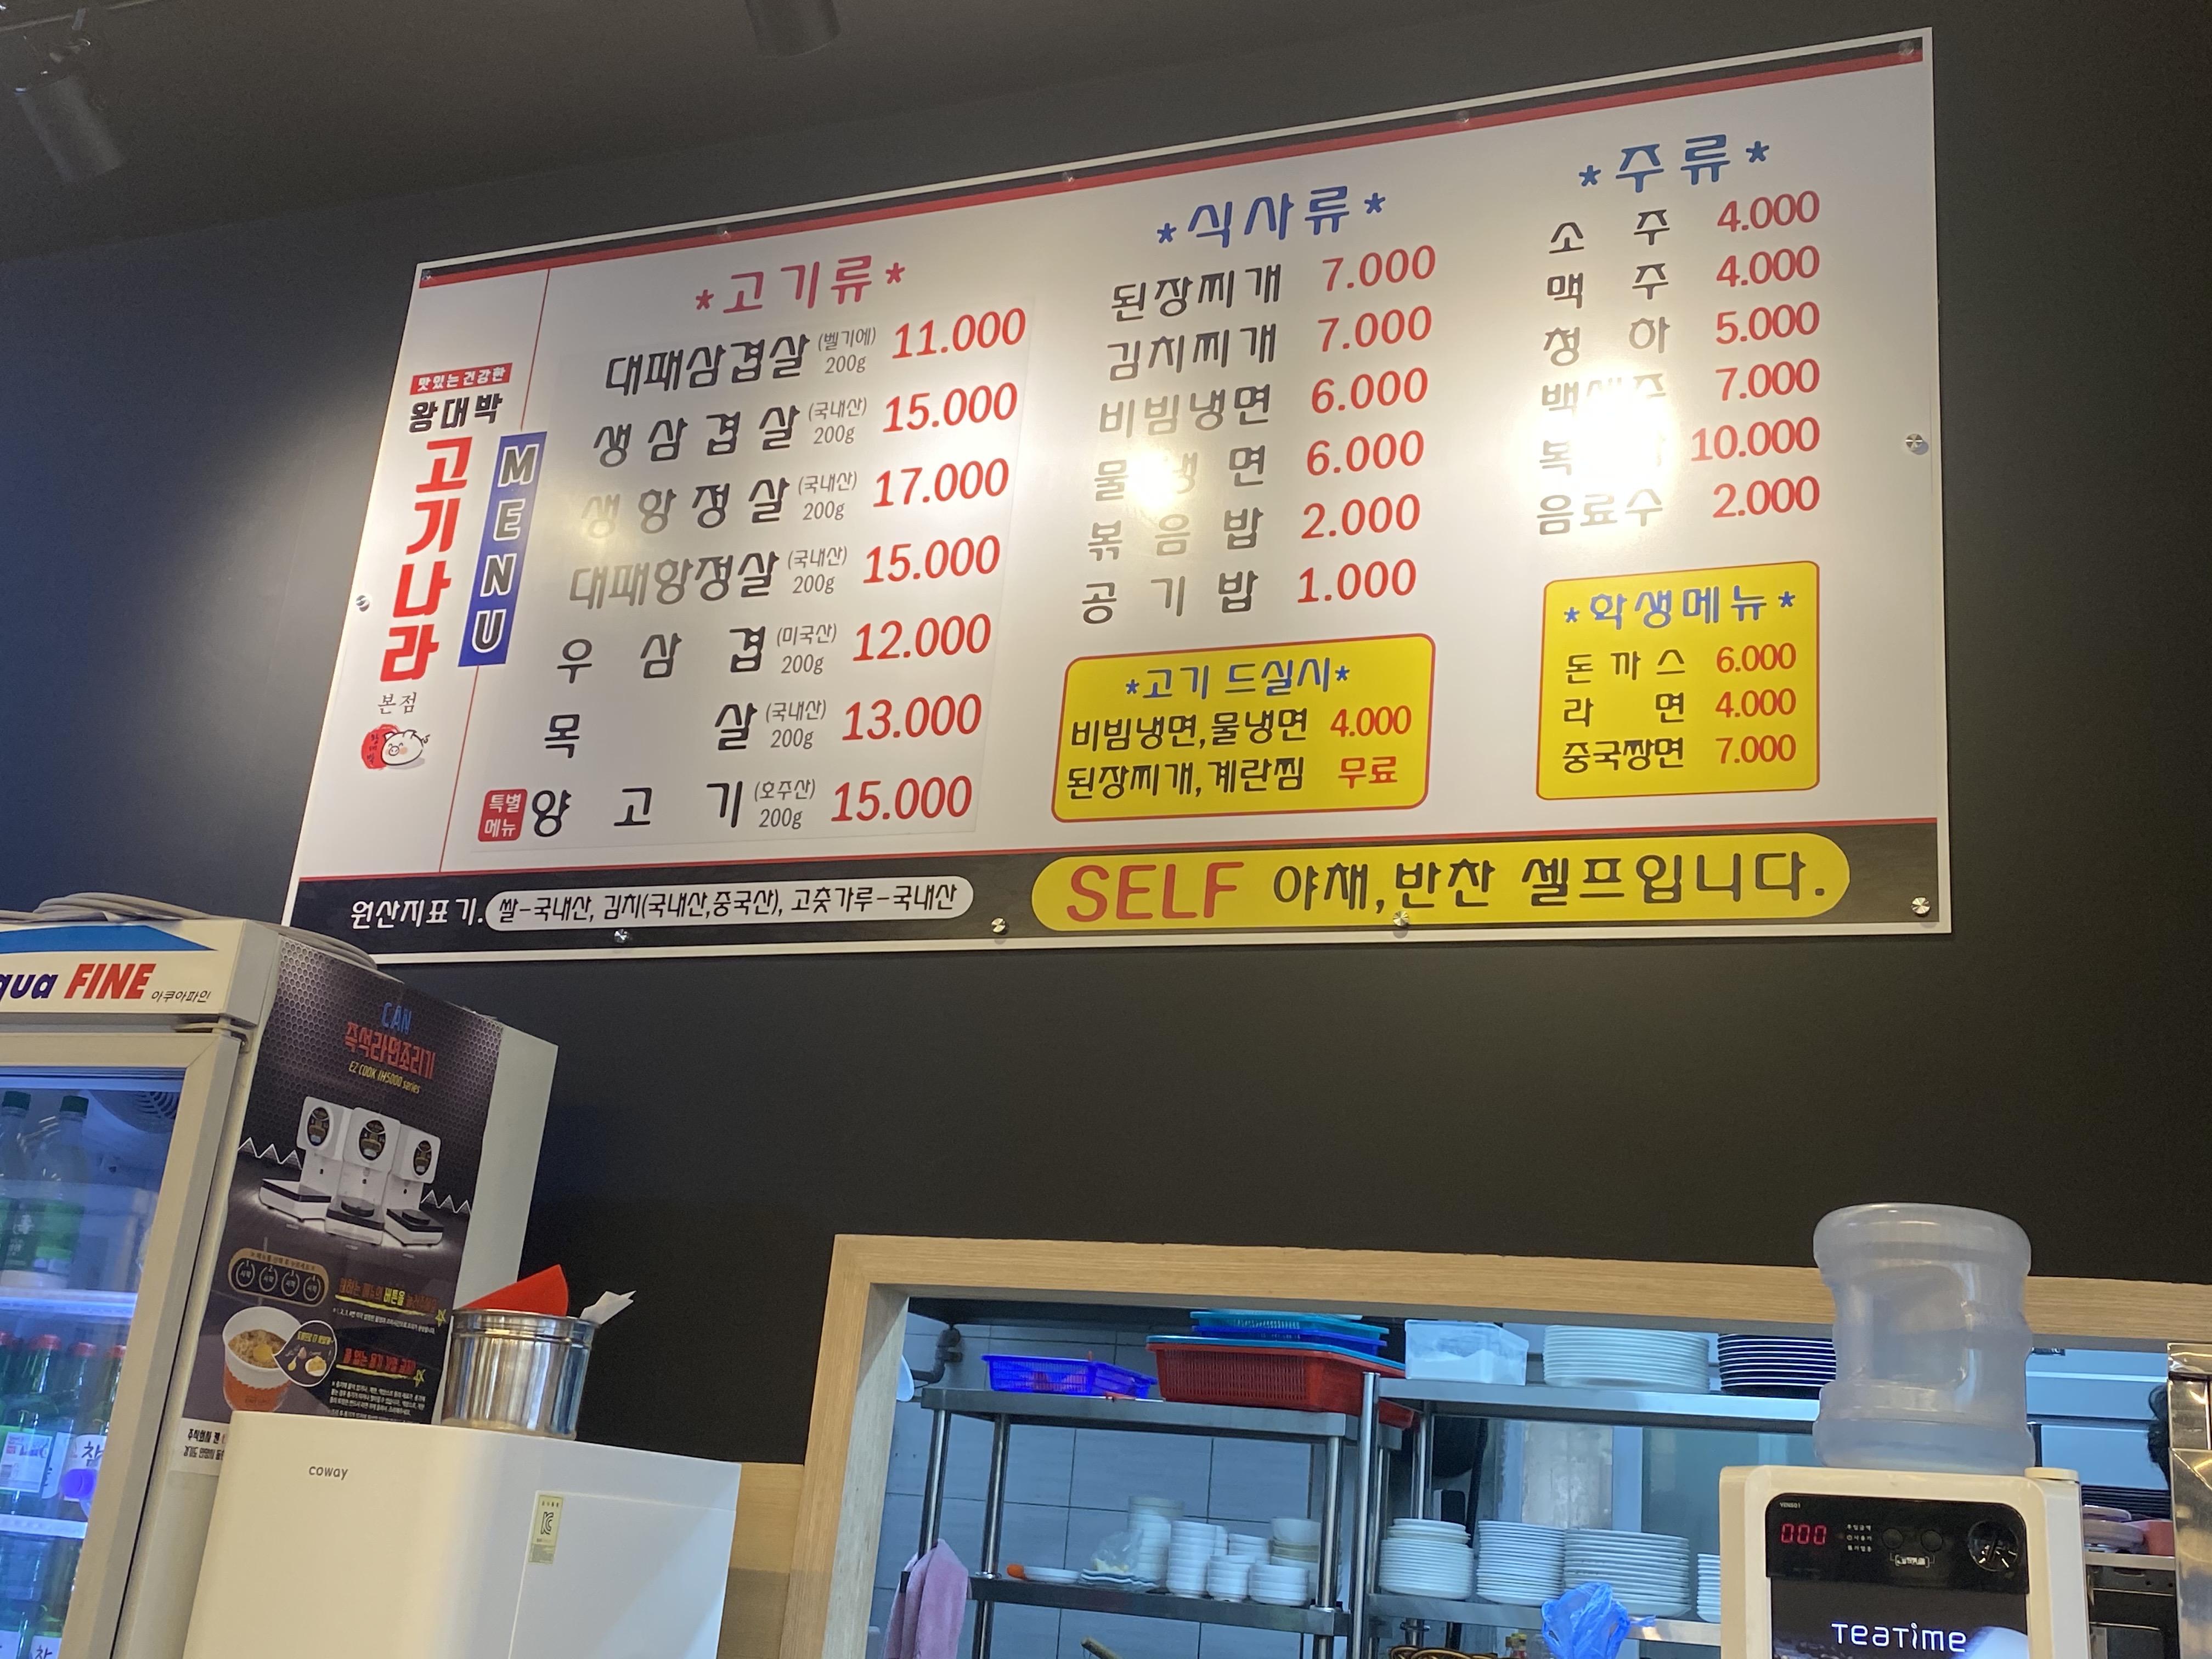 맛있는 건강한
왕대박
고기나라
본점
MENU
*고기류*
대패삼겹살 (벨기에) 200g 11.000
생삼겹살 (국내산) 200g 15.000
생항정살 (국내산) 200g 17.000
대패항정살 (국내산) 200g 15.000
우삼겹 (미국산) 200g 12.000
목살 (국내산) 200g 13.000
특별메뉴 양고기 (호주산) 200g 15.000
*식사류*
된장찌개 7.000
김치찌개 7.000
비빔냉면 6.000
물냉면 6.000
볶음밥 2.000
공기밥 1.000
*고기 드실시*
비빔냉면,물냉면 4.000
된장찌개,계란찜 무료
*주류*
소주 4.000
맥주 4.000
청하 5.000
7.000
10.000
음료수 2.000
*학생메뉴*
돈까스 6.000
라면 4.000
중국짱면 7.000
원산지표기. 쌀-국내산, 김치(국내산,중국산), 고춧가루-국내산
SELF 야채,반찬 셀프입니다.
FINE 아쿠아파인
CAN
즉석라면조리기
EZ COOK IH5000 series
coway
000
TEATIME